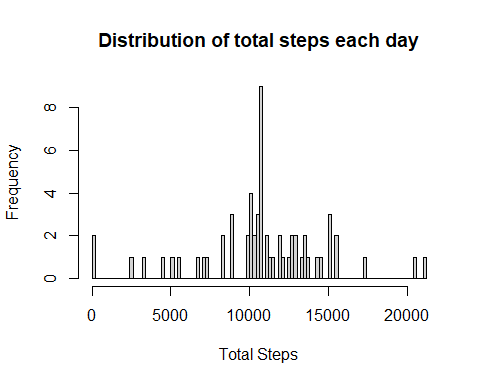 Distribution of total steps each day
Frequency
8
6
4
2
0
0 5000 10000 15000 20000
Total Steps